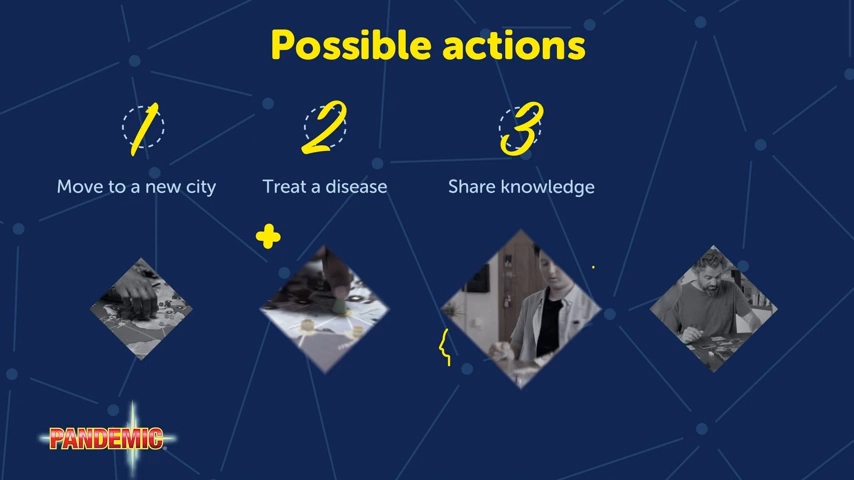 Possible actions
1
2
3
Move to a new city
Treat a disease
Share knowledge
PANDEMIC